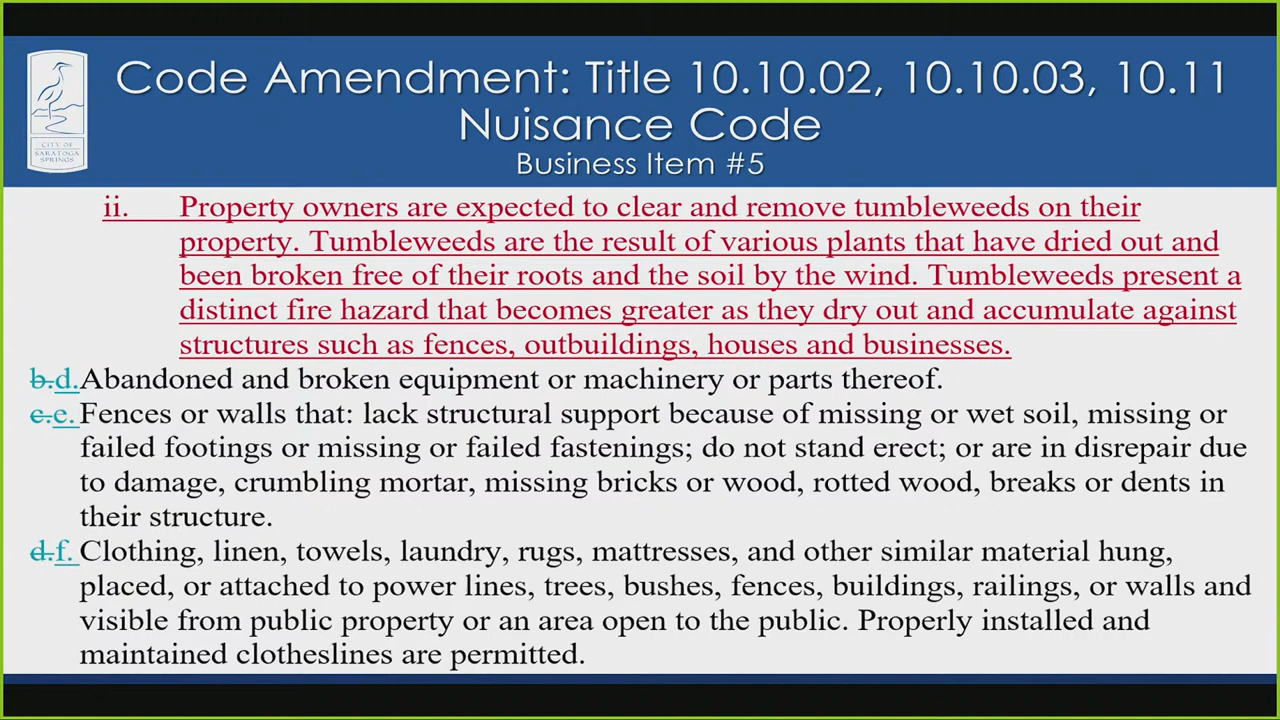 Code Amendment: Title 10.10.02, 10.10.03, 10.11
Nuisance Code
Business Item #5
CITY OF
SARATOGA
SPRINGS
ii. Property owners are expected to clear and remove tumbleweeds on their
property. Tumbleweeds are the result of various plants that have dried out and
been broken free of their roots and the soil by the wind. Tumbleweeds present a
distinct fire hazard that becomes greater as they dry out and accumulate against
structures such as fences, outbuildings, houses and businesses.
b.d. Abandoned and broken equipment or machinery or parts thereof.
c.e. Fences or walls that: lack structural support because of missing or wet soil, missing or
failed footings or missing or failed fastenings; do not stand erect; or are in disrepair due
to damage, crumbling mortar, missing bricks or wood, rotted wood, breaks or dents in
their structure.
d.f. Clothing, linen, towels, laundry, rugs, mattresses, and other similar material hung,
placed, or attached to power lines, trees, bushes, fences, buildings, railings, or walls and
visible from public property or an area open to the public. Properly installed and
maintained clotheslines are permitted.